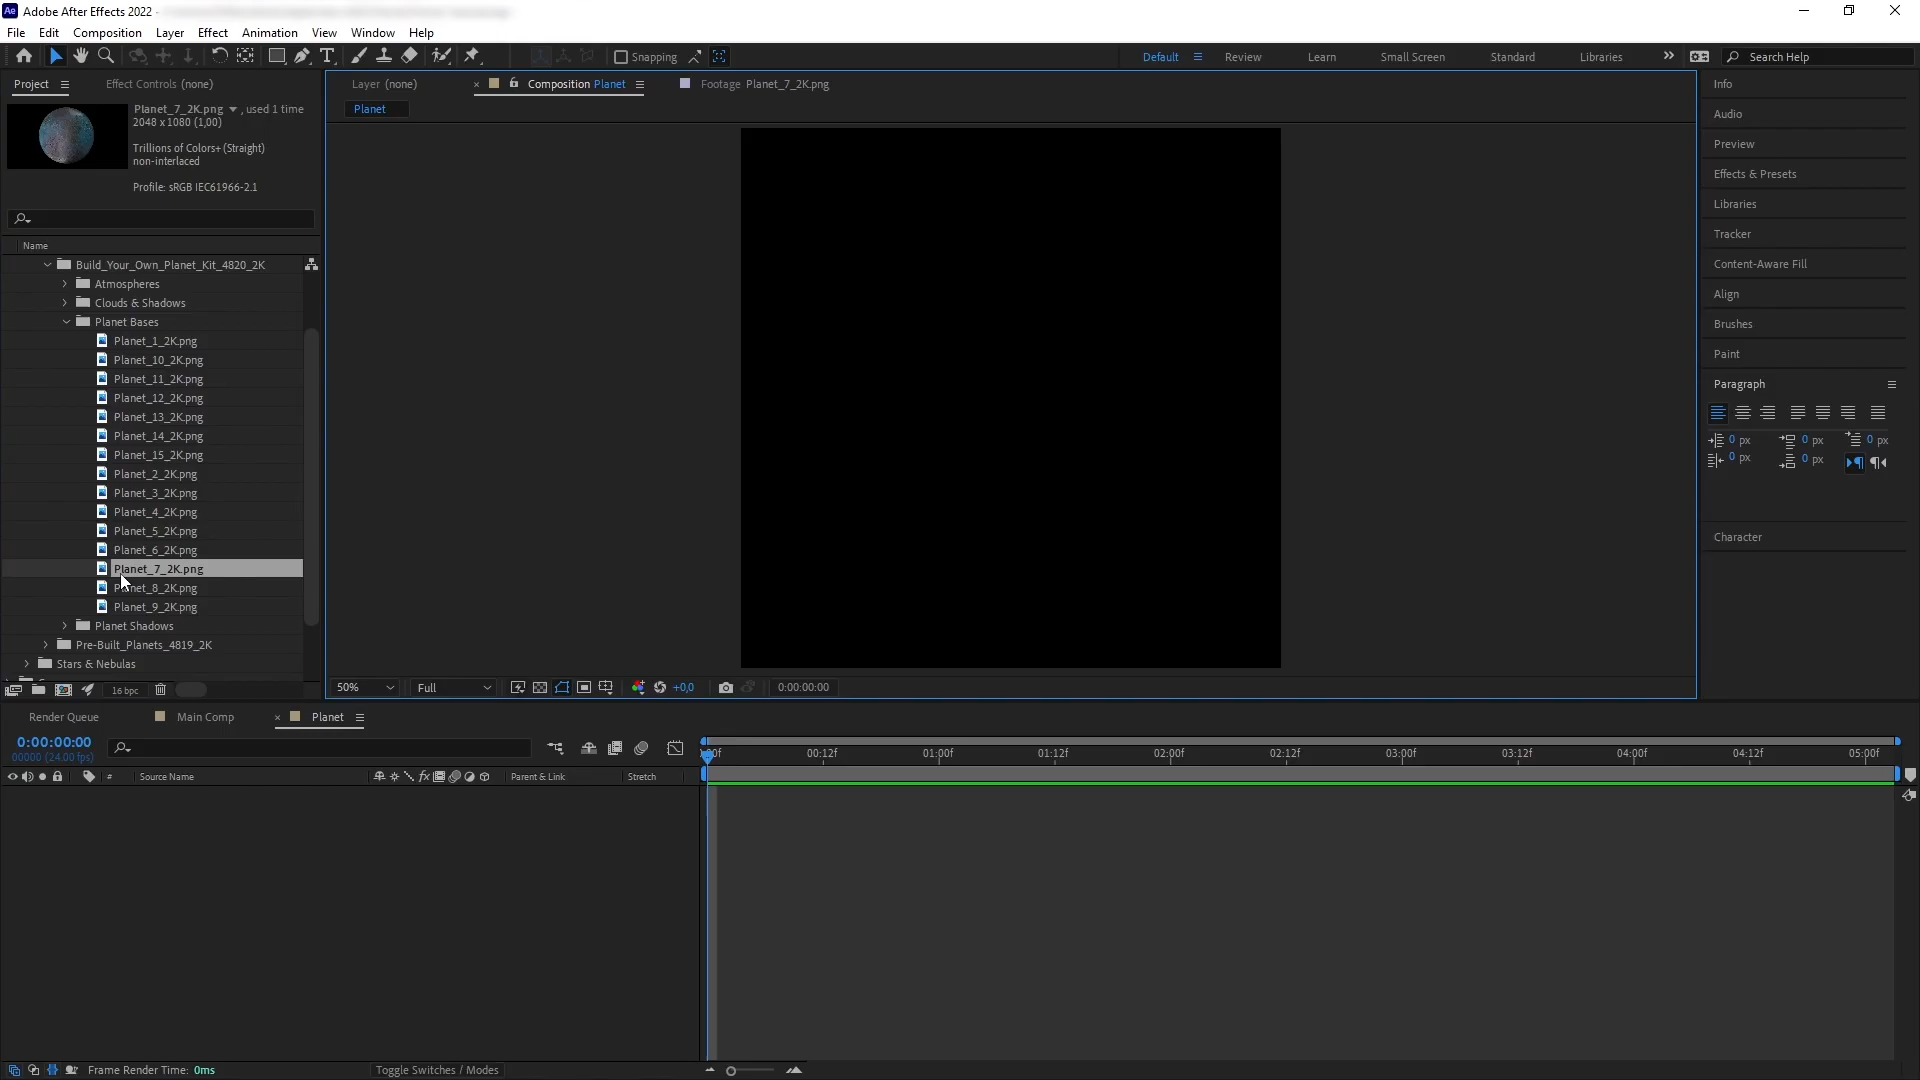 Adobe After Effects 2022 -
File Edit Composition Layer Effect Animation View Window Help
Snapping
Default Review Learn Small Screen Standard Libraries Search Help
Project Effect Controls (none)
Layer (none) Composition Planet Footage Planet_7_2K.png
Planet
Planet_7_2K.png , used 1 time
2048 x 1080 (1,00)
Trillions of Colors+ (Straight)
non-interlaced
Profile: sRGB IEC61966-2.1
Name
Build_Your_Own_Planet_Kit_4820_2K
Atmospheres
Clouds & Shadows
Planet Bases
Planet_1_2K.png
Planet_10_2K.png
Planet_11_2K.png
Planet_12_2K.png
Planet_13_2K.png
Planet_14_2K.png
Planet_15_2K.png
Planet_2_2K.png
Planet_3_2K.png
Planet_4_2K.png
Planet_5_2K.png
Planet_6_2K.png
Planet_7_2K.png
Planet_8_2K.png
Planet_9_2K.png
Planet Shadows
Pre-Built_Planets_4819_2K
Stars & Nebulas
16 bpc
50% Full +0,0 0:00:00:00
Info
Audio
Preview
Effects & Presets
Libraries
Tracker
Content-Aware Fill
Align
Brushes
Paint
Paragraph
0 px 0 px 0 px
0 px 0 px
Character
Render Queue Main Comp Planet
0:00:00:00
00000 (24.00 fps)
00:12f 01:00f 01:12f 02:00f 02:12f 03:00f 03:12f 04:00f 04:12f 05:00f
# Source Name fx Parent & Link Stretch
Frame Render Time: 0ms Toggle Switches / Modes